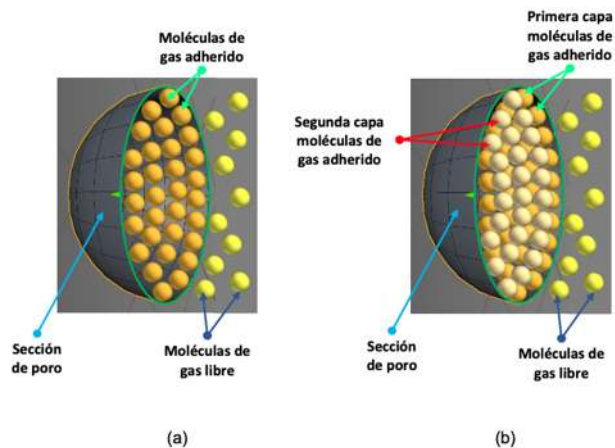 Moléculas de
gas adherido
Sección
de poro
Moléculas de
gas libre
(a)
Primera capa
moléculas de
gas adherido
Segunda capa
moléculas de
gas adherido
Sección
de poro
Moléculas de
gas libre
(b)